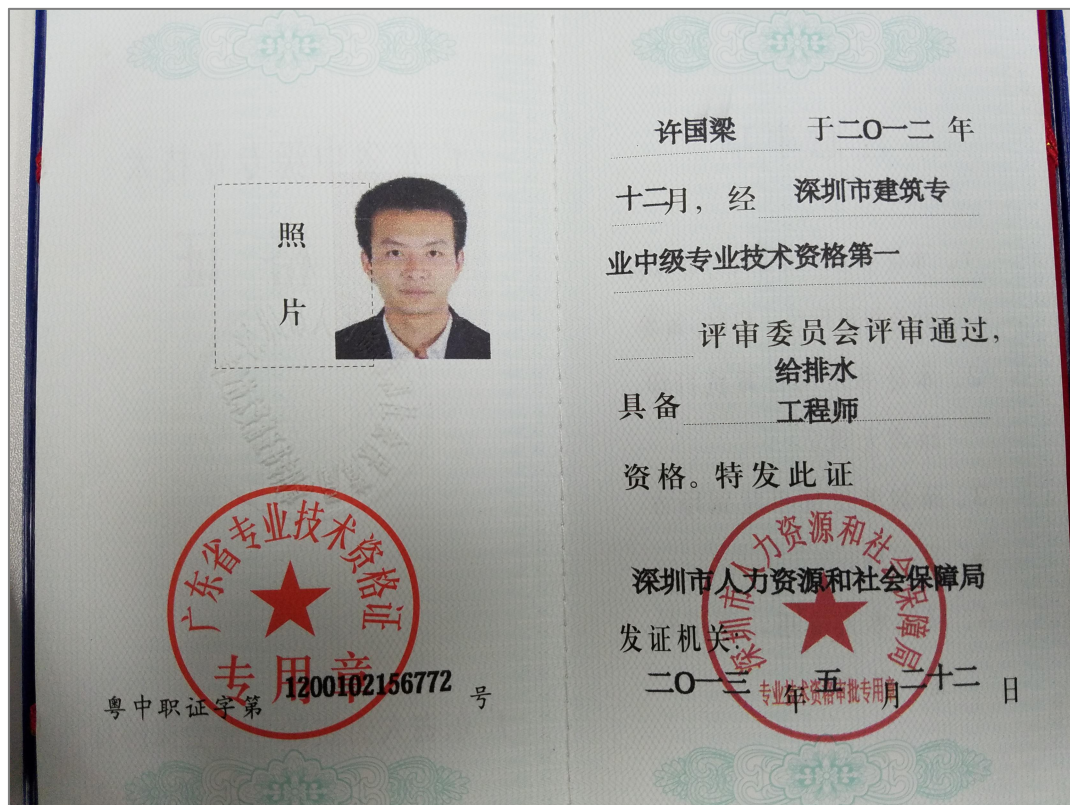 照
片
广东省专业技术资格证
专用章
粤中职证字第 1200102156772 号
许国梁 于二〇一二 年
十二月，经 深圳市建筑专
业中级专业技术资格第一
评审委员会评审通过，
给排水
具备 工程师
资格。特发此证
深圳市人力资源和社会保障局
深圳市人力资源和社会保障局
发证机关：
二〇一三 年 五 月 二十二 日
专业技术资格审批专用章